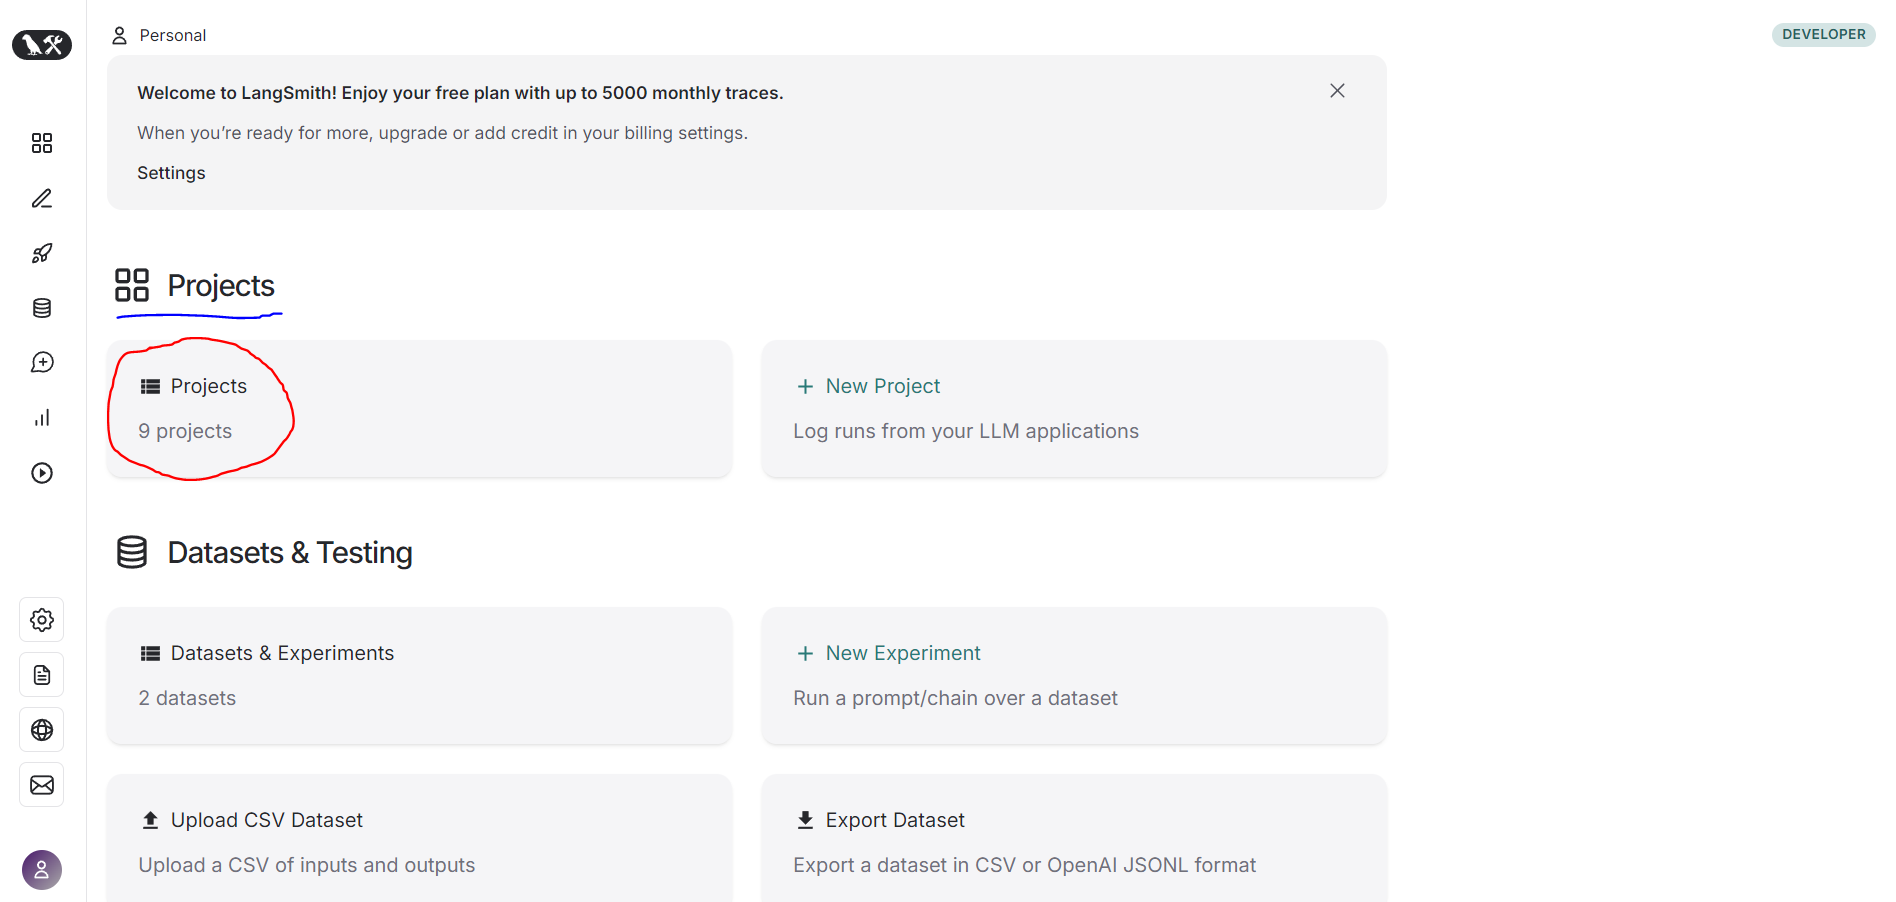 Personal
DEVELOPER
Welcome to LangSmith! Enjoy your free plan with up to 5000 monthly traces.
When you’re ready for more, upgrade or add credit in your billing settings.
Settings
Projects
Projects
9 projects
New Project
Log runs from your LLM applications
Datasets & Testing
Datasets & Experiments
2 datasets
New Experiment
Run a prompt/chain over a dataset
Upload CSV Dataset
Upload a CSV of inputs and outputs
Export Dataset
Export a dataset in CSV or OpenAI JSONL format